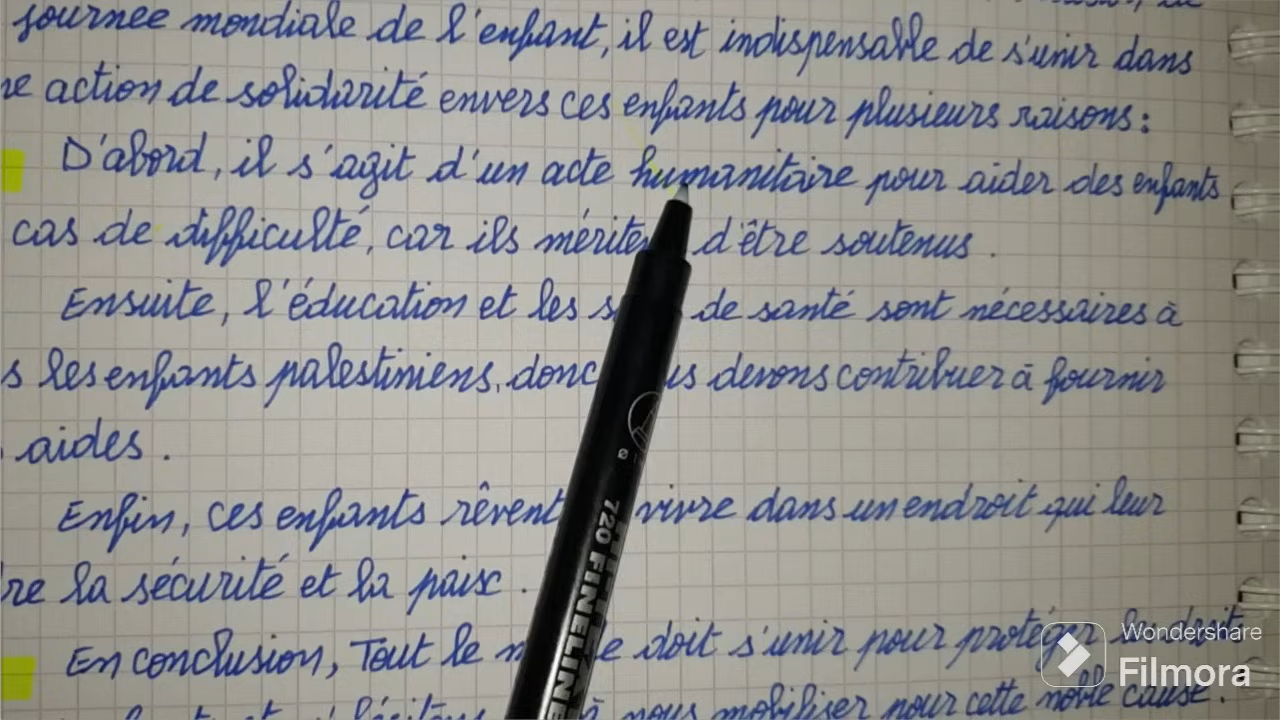 journée mondiale de l'enfant, il est indispensable de s'unir dans
action de solidarité envers ces enfants pour plusieurs raisons :
D'abord, il s'agit d'un acte humanitaire pour aider des enfants
cas de difficulté, car ils d'être soutenus .
Ensuite, l'éducation et les de santé sont nécessaires à
les enfants palestiniens, donc devons contribuer à fournir
aides .
Enfin, ces enfants rêvent vivre dans un endroit qui leur
la sécurité et la paix .
En conclusion, Tout le doit s'unir pour protéger
à nous mobiliser pour cette noble cause .
720 FINELINE
Wondershare
Filmora